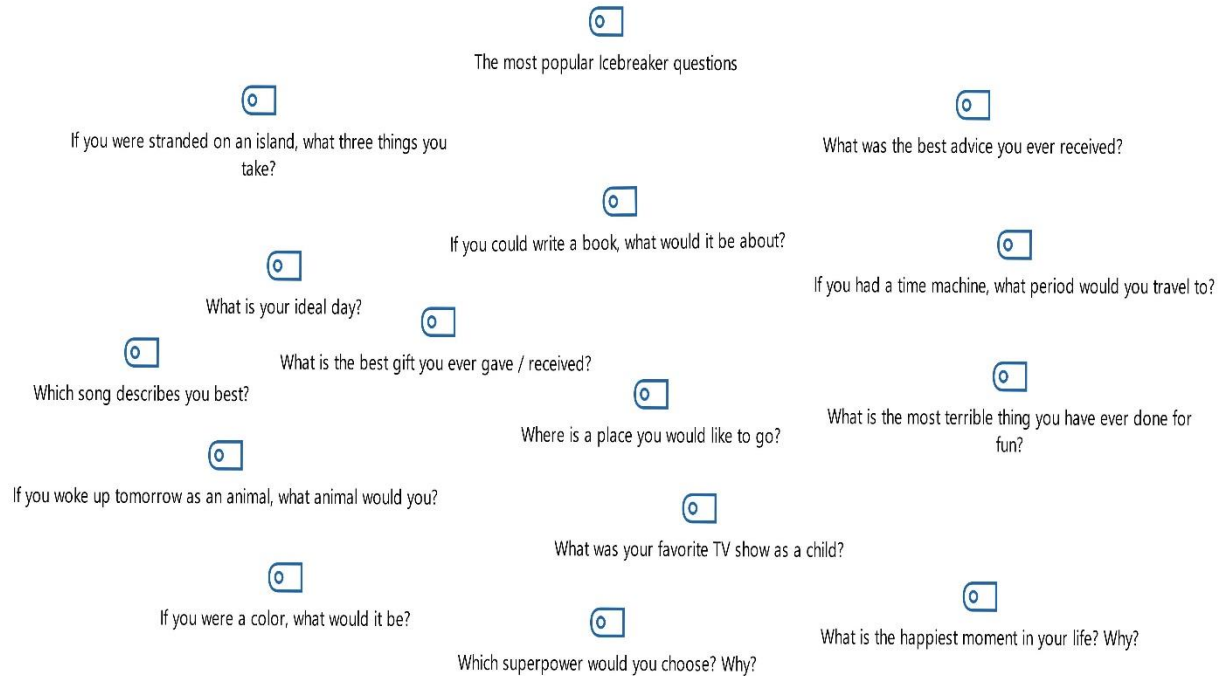 The most popular Icebreaker questions
If you were stranded on an island, what three things you
take?
What was the best advice you ever received?
If you could write a book, what would it be about?
If you had a time machine, what period would you travel to?
What is your ideal day?
What is the best gift you ever gave / received?
Which song describes you best?
Where is a place you would like to go?
What is the most terrible thing you have ever done for
fun?
If you woke up tomorrow as an animal, what animal would you?
What was your favorite TV show as a child?
If you were a color, what would it be?
What is the happiest moment in your life? Why?
Which superpower would you choose? Why?